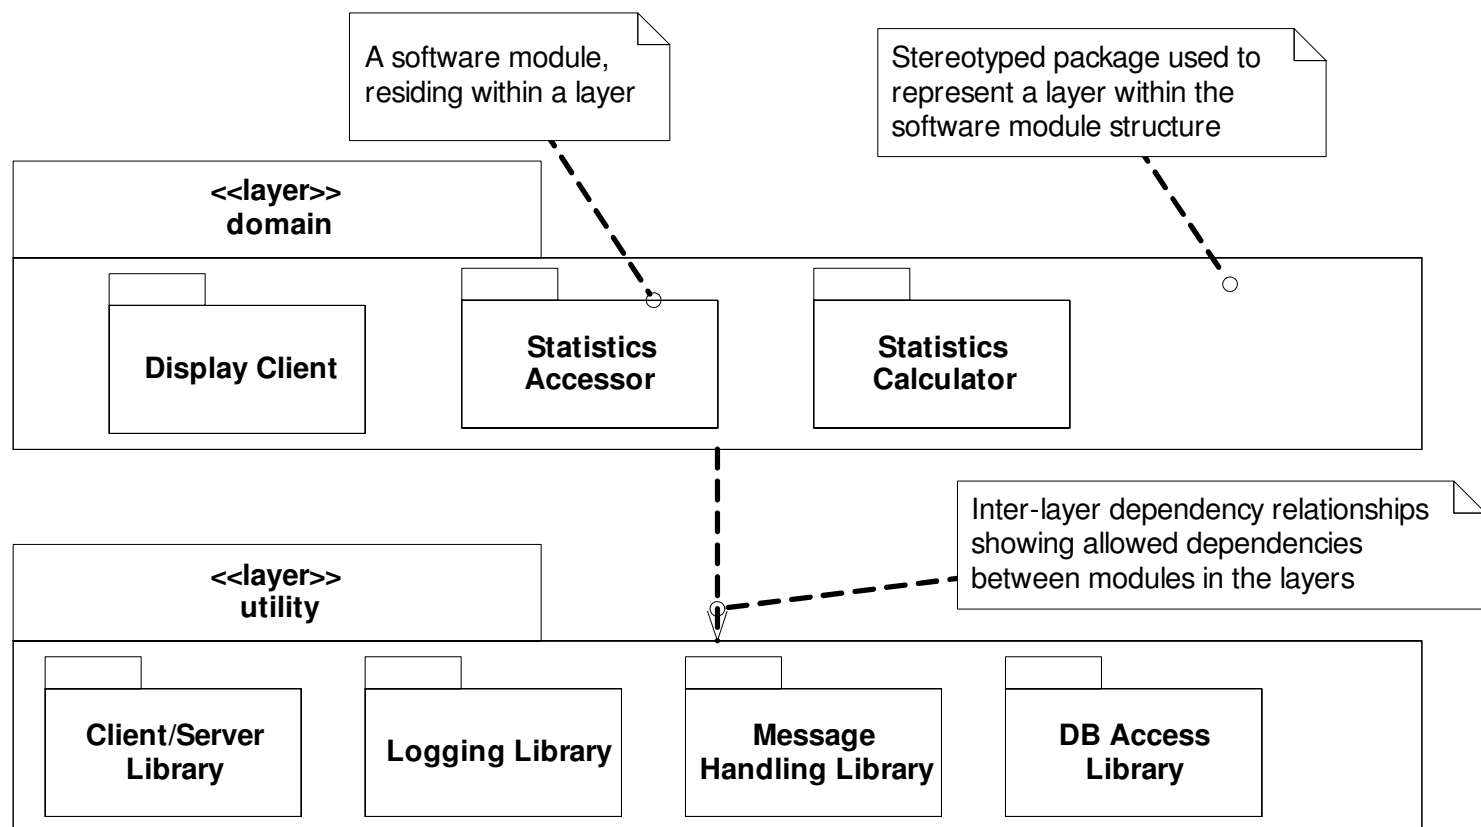 A software module,
residing within a layer
Stereotyped package used to
represent a layer within the
software module structure
<<layer>>
domain
Display Client
Statistics
Accessor
Statistics
Calculator
Inter-layer dependency relationships
showing allowed dependencies
between modules in the layers
<<layer>>
utility
Client/Server
Library
Logging Library
Message
Handling Library
DB Access
Library